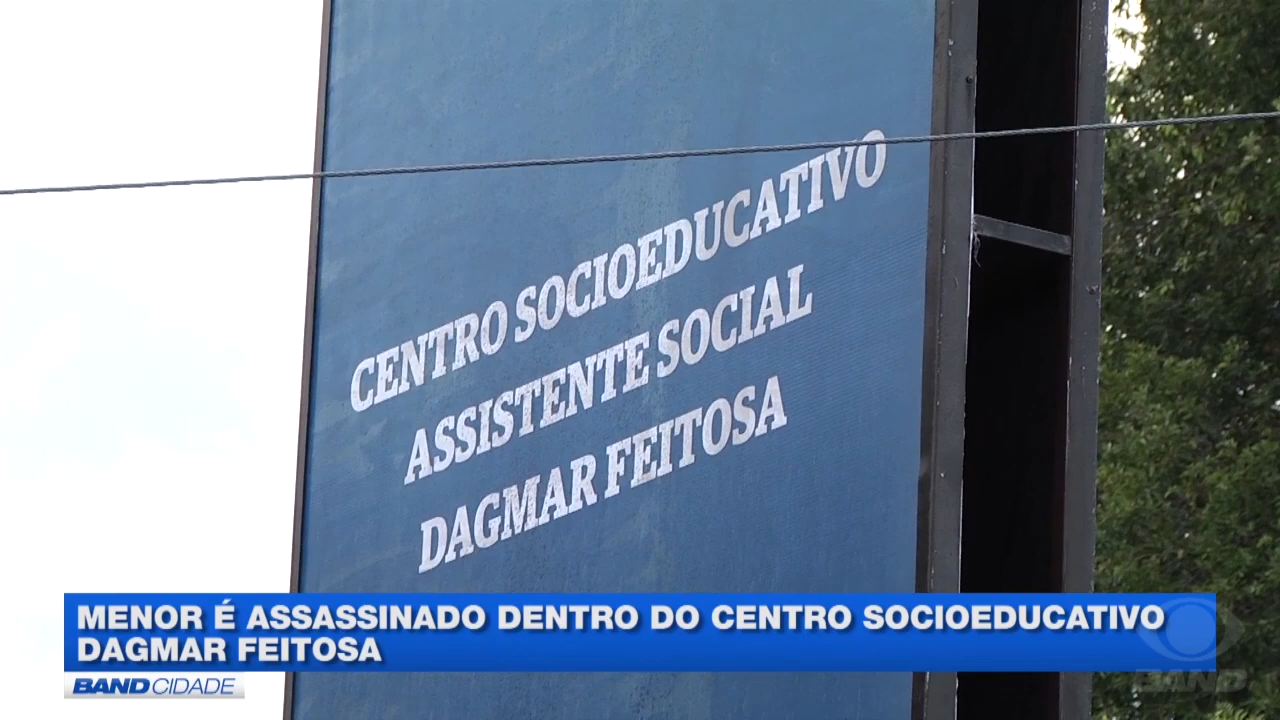 CENTRO SOCIOEDUCATIVO
ASSISTENTE SOCIAL
DAGMAR FEITOSA
MENOR É ASSASSINADO DENTRO DO CENTRO SOCIOEDUCATIVO
DAGMAR FEITOSA
BAND CIDADE
BAND